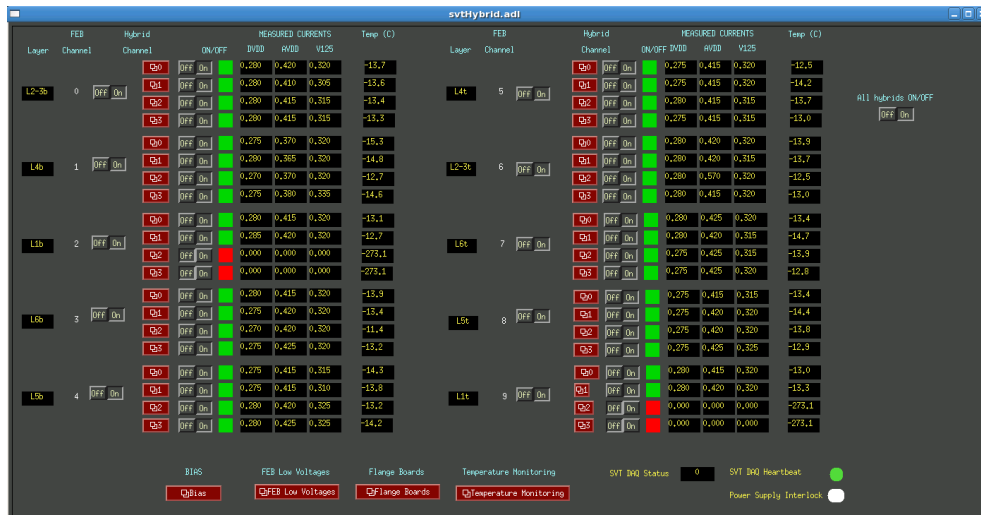 svtHybrid.adl
FEB Hybrid MEASURED CURRENTS Temp (C) FEB Hybrid MEASURED CURRENTS Temp (C)
Layer Channel Channel ON/OFF DVDD AVDD V125 Layer Channel Channel ON/OFF DVDD AVDD V125
0 Off On 0.280 0.420 0.320 -13.7 0 Off On 0.275 0.415 0.320 -12.5
1 Off On 0.280 0.410 0.305 -13.6 1 Off On 0.275 0.415 0.315 -14.2
L2-3b 0 Off On L4t 5 Off On All hybrids ON/OFF
2 Off On 0.280 0.415 0.315 -13.4 2 Off On 0.280 0.415 0.315 -13.7
3 Off On 0.280 0.415 0.315 -13.3 3 Off On 0.275 0.415 0.315 -13.0
Off On
0 Off On 0.275 0.370 0.320 -15.3 0 Off On 0.280 0.420 0.320 -13.9
1 Off On 0.280 0.365 0.320 -14.8 1 Off On 0.280 0.420 0.315 -13.7
L4b 1 Off On L2-3t 6 Off On
2 Off On 0.270 0.370 0.320 -12.7 2 Off On 0.280 0.570 0.320 -12.5
3 Off On 0.275 0.380 0.335 -14.6 3 Off On 0.280 0.415 0.320 -13.0
0 Off On 0.280 0.415 0.320 -13.1 0 Off On 0.280 0.425 0.320 -13.4
1 Off On 0.285 0.420 0.320 -12.7 1 Off On 0.280 0.420 0.315 -14.7
L1b 2 Off On L6t 7 Off On
2 Off On 0.000 0.000 0.000 -273.1 2 Off On 0.275 0.425 0.315 -13.9
3 Off On 0.000 0.000 0.000 -273.1 3 Off On 0.275 0.425 0.320 -12.8
0 Off On 0.280 0.415 0.320 -13.9 0 Off On 0.275 0.415 0.315 -13.4
1 Off On 0.275 0.420 0.320 -13.4 1 Off On 0.275 0.420 0.320 -14.4
L6b 3 Off On L5t 8 Off On
2 Off On 0.270 0.420 0.320 -11.4 2 Off On 0.275 0.420 0.320 -13.8
3 Off On 0.275 0.425 0.320 -13.2 3 Off On 0.275 0.425 0.325 -12.9
0 Off On 0.275 0.415 0.315 -14.3 0 Off On 0.280 0.415 0.320 -13.0
1 Off On 0.275 0.410 0.310 -13.8 1 Off On 0.280 0.420 0.320 -13.3
L5b 4 Off On L1t 9 Off On
2 Off On 0.280 0.420 0.325 -13.2 2 Off On 0.000 0.000 0.000 -273.1
3 Off On 0.280 0.425 0.325 -14.2 3 Off On 0.000 0.000 0.000 -273.1
BIAS FEB Low Voltages Flange Boards Temperature Monitoring SVT DAQ Status 0 SVT DAQ Heartbeat
Bias FEB Low Voltages Flange Boards Temperature Monitoring Power Supply Interlock